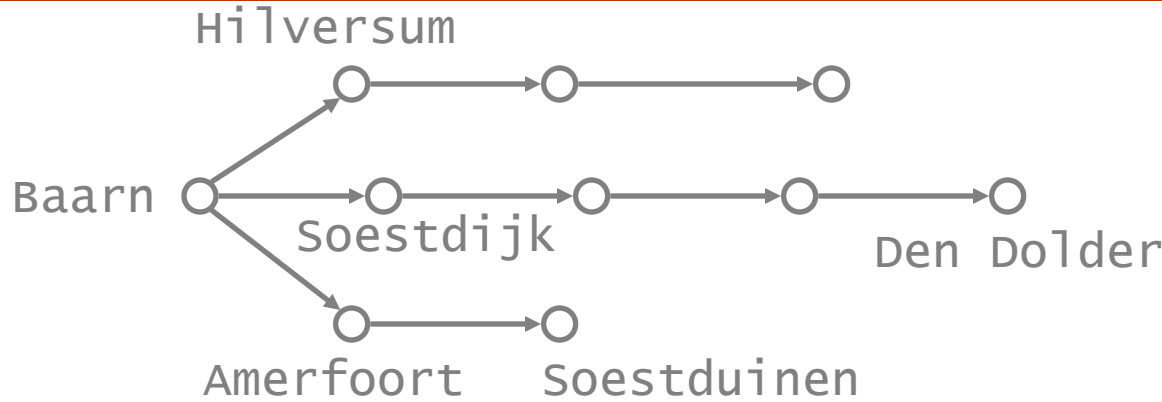 Hilversum
Baarn
Soestdijk
Den Dolder
Amerfoort
Soestduinen